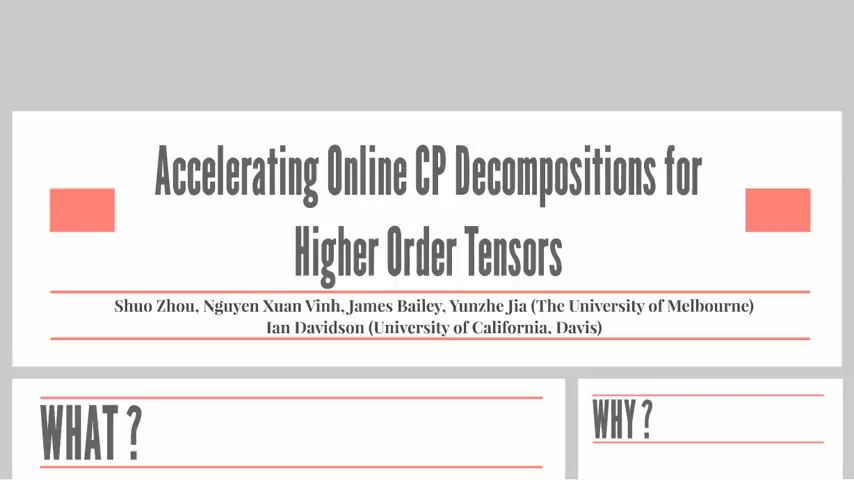 Accelerating Online CP Decompositions for
Higher Order Tensors
Shuo Zhou, Nguyen Xuan Vinh, James Bailey, Yunzhe Jia (The University of Melbourne)
Ian Davidson (University of California, Davis)
WHAT ?
WHY ?